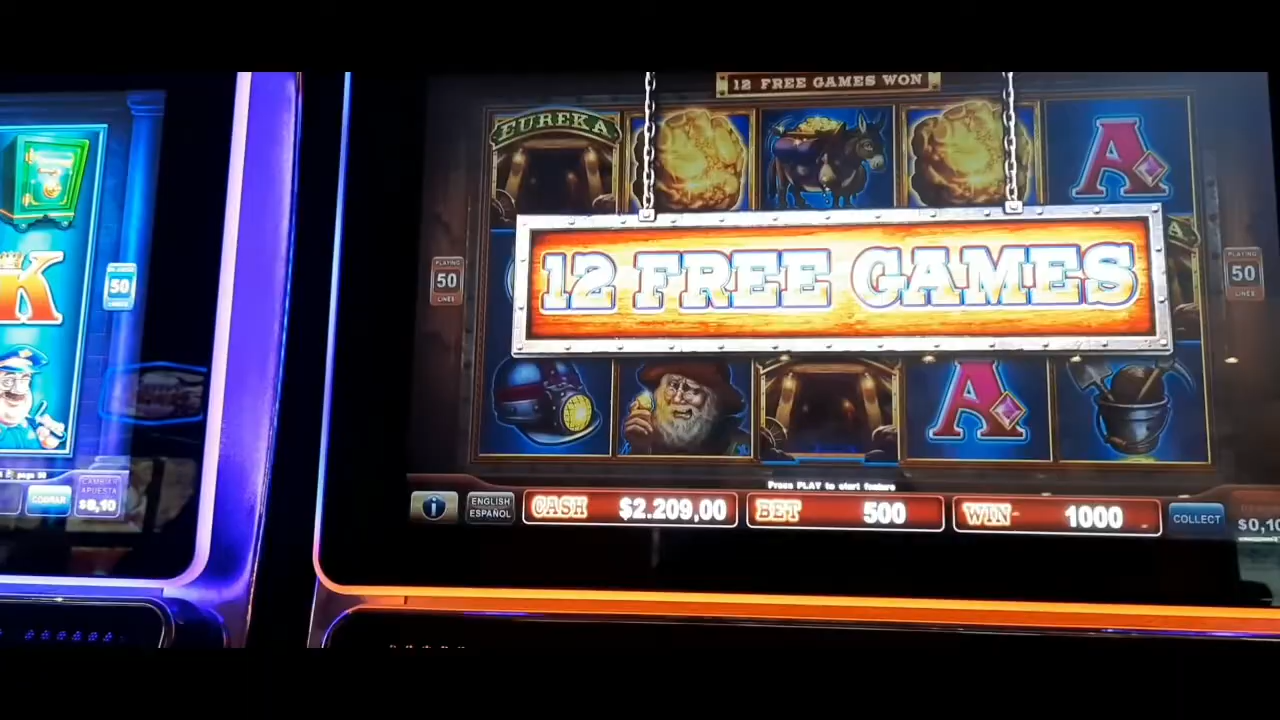 12 FREE GAMES WON
EUREKA
A
K
PLAYING
50
LINES
12 FREE GAMES
PLAYING
50
LINES
50
A
Press PLAY to start feature
CAMBIAR
APUESTA
$0,10
COBRAR
ENGLISH
ESPAÑOL
CASH
$2.209,00
BET
500
WIN
1000
COLLECT
$0,10